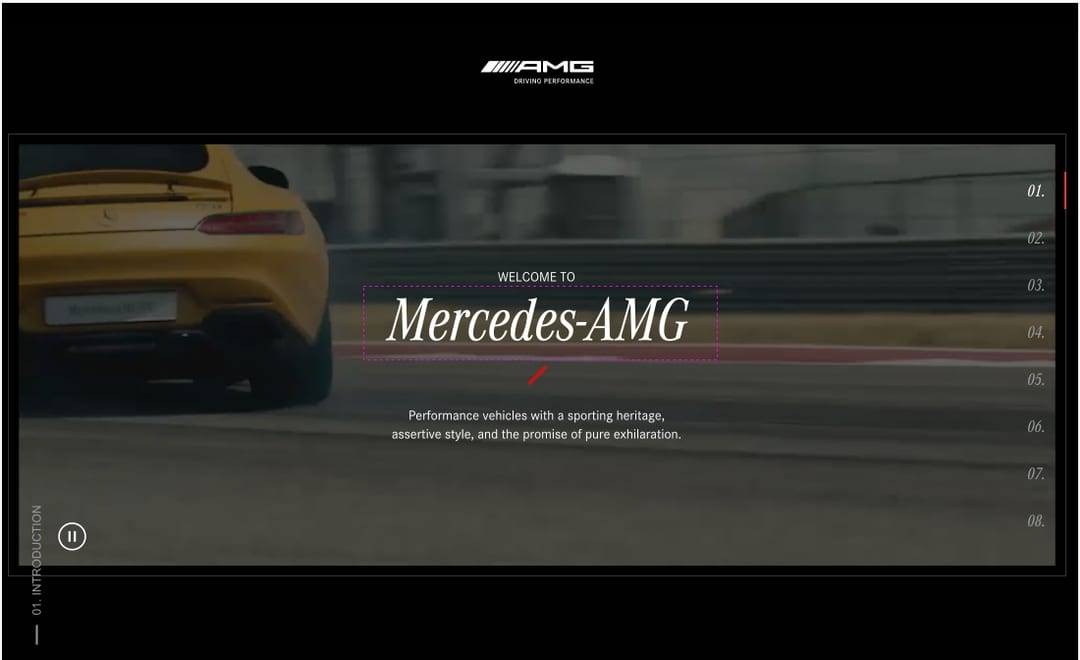 AMG
DRIVING PERFORMANCE
WELCOME TO
Mercedes-AMG
Performance vehicles with a sporting heritage,
assertive style, and the promise of pure exhilaration.
01.
02.
03.
04.
05.
06.
07.
08.
01. INTRODUCTION